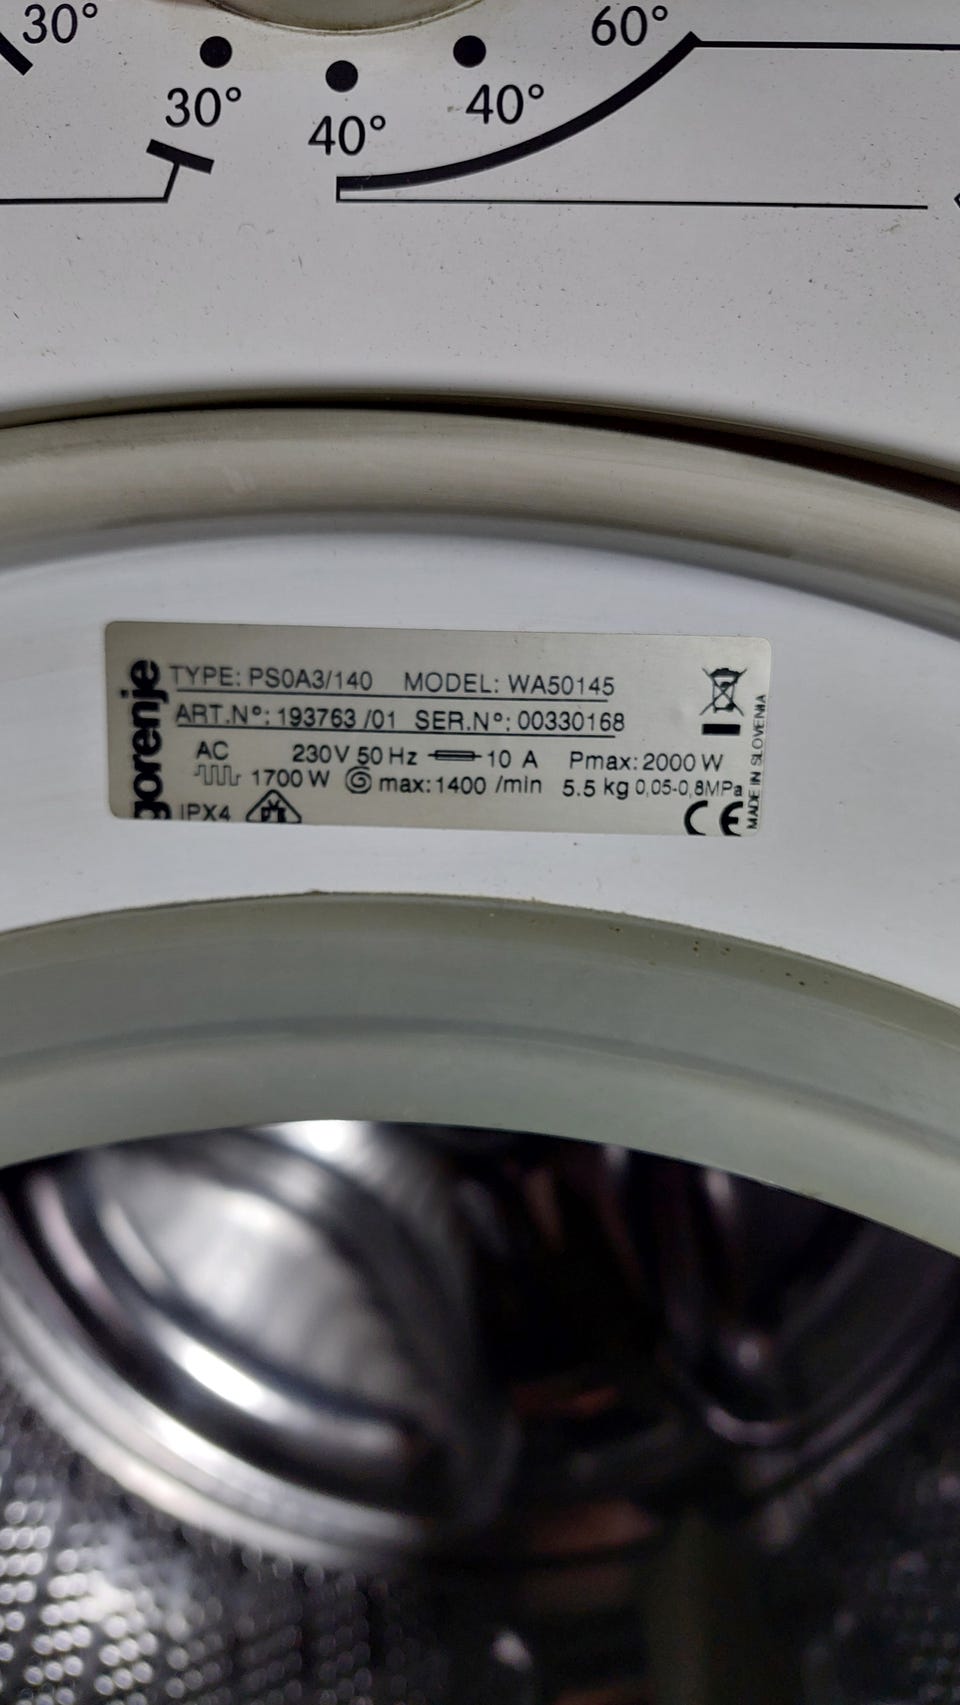 30°
60°
30°
40°
40°
gorenje
TYPE: PS0A3/140 MODEL: WA50145
ART.Nº: 193763 /01 SER.Nº: 00330168
AC 230V 50 Hz 10 A Pmax: 2000 W
1700 W max: 1400 /min 5.5 kg 0,05-0,8MPa
IPX4 CE
MADE IN SLOVENIA